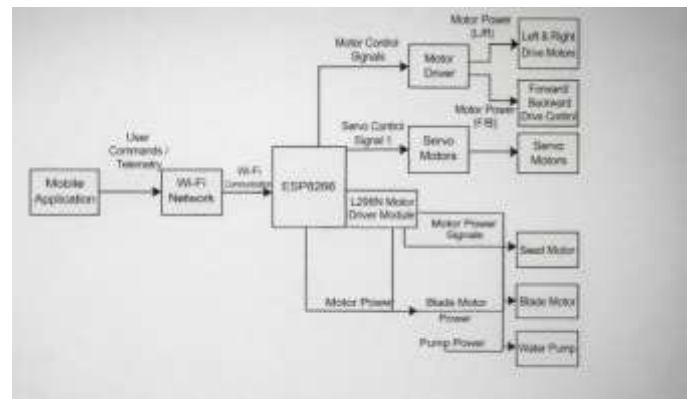 Motor Power
(L/R)
Left & Right
Drive Motors
Motor Control
Signals
Motor
Driver
Forward
Backward
Drive Control
Motor Power
(F/B)
User
Commands /
Telemetry
Servo Control
Signal 1
Servo
Motors
Servo
Motors
Mobile
Application
Wi-Fi
Network
Wi-Fi
Communication
ESP8266
L298N Motor
Driver Module
Motor Power
Signals
Seed Motor
Motor Power
Blade Motor
Power
Blade Motor
Pump Power
Water Pump